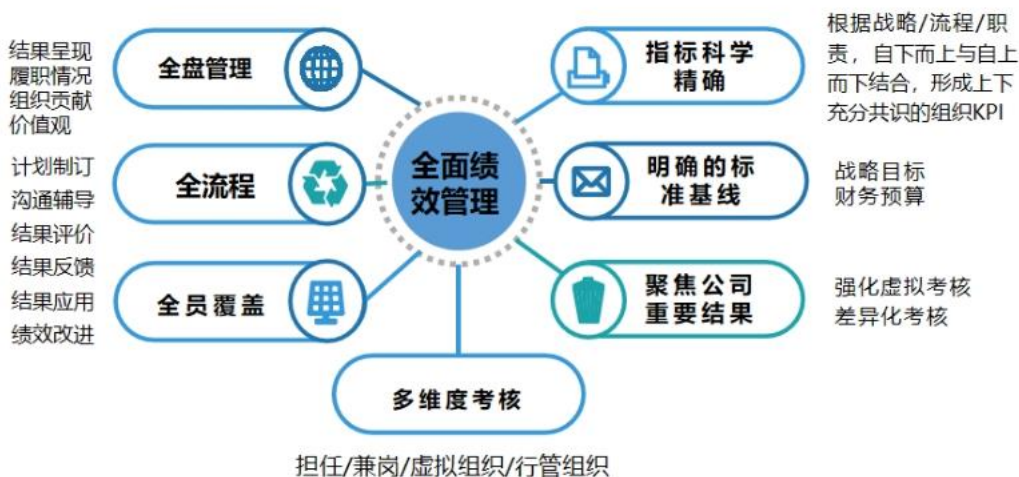 结果呈现
履职情况
组织贡献
价值观
全盘管理
计划制订
沟通辅导
结果评价
结果反馈
结果应用
绩效改进
全流程
全员覆盖
全面绩
效管理
指标科学
精确
根据战略/流程/职
责，自下而上与自上
而下结合，形成上下
充分共识的组织KPI
明确的标
准基线
战略目标
财务预算
聚焦公司
重要结果
强化虚拟考核
差异化考核
多维度考核
担任/兼岗/虚拟组织/行管组织